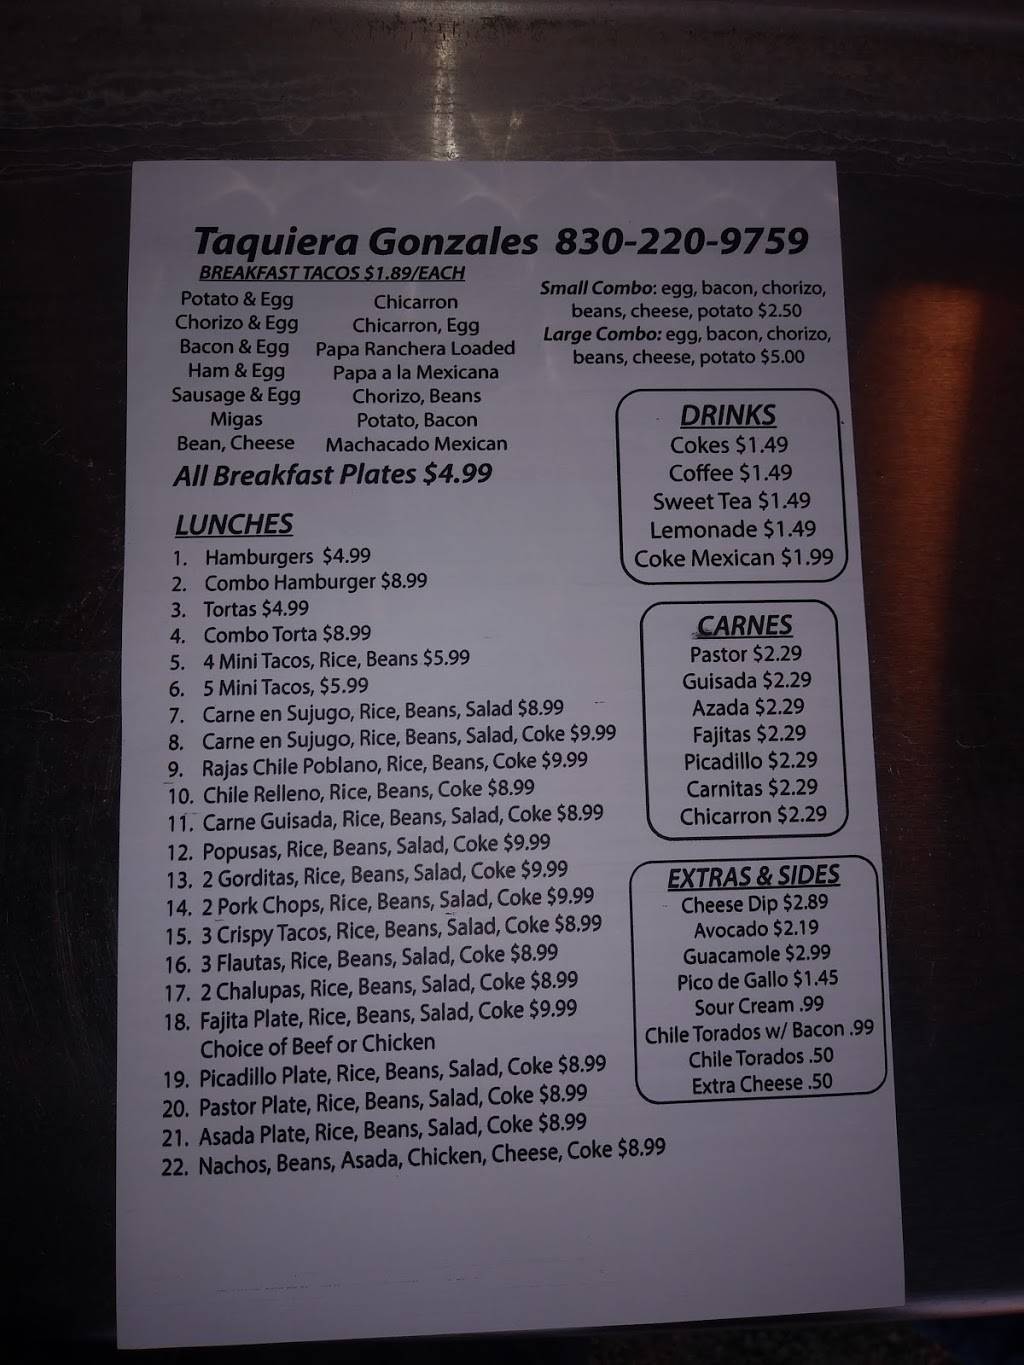 Taquiera Gonzales 830-220-9759
BREAKFAST TACOS $1.89/EACH
Potato & Egg
Chorizo & Egg
Bacon & Egg
Ham & Egg
Sausage & Egg
Migas
Bean, Cheese
Chicarron
Chicarron, Egg
Papa Ranchera Loaded
Papa a la Mexicana
Chorizo, Beans
Potato, Bacon
Machacado Mexican
All Breakfast Plates $4.99
Small Combo: egg, bacon, chorizo,
beans, cheese, potato $2.50
Large Combo: egg, bacon, chorizo,
beans, cheese, potato $5.00
LUNCHES
1. Hamburgers $4.99
2. Combo Hamburger $8.99
3. Tortas $4.99
4. Combo Torta $8.99
5. 4 Mini Tacos, Rice, Beans $5.99
6. 5 Mini Tacos, $5.99
7. Carne en Sujugo, Rice, Beans, Salad $8.99
8. Carne en Sujugo, Rice, Beans, Salad, Coke $9.99
9. Rajas Chile Poblano, Rice, Beans, Coke $9.99
10. Chile Relleno, Rice, Beans, Coke $8.99
11. Carne Guisada, Rice, Beans, Salad, Coke $8.99
12. Popusas, Rice, Beans, Salad, Coke $9.99
13. 2 Gorditas, Rice, Beans, Salad, Coke $9.99
14. 2 Pork Chops, Rice, Beans, Salad, Coke $9.99
15. 3 Crispy Tacos, Rice, Beans, Salad, Coke $8.99
16. 3 Flautas, Rice, Beans, Salad, Coke $8.99
17. 2 Chalupas, Rice, Beans, Salad, Coke $8.99
18. Fajita Plate, Rice, Beans, Salad, Coke $9.99
Choice of Beef or Chicken
19. Picadillo Plate, Rice, Beans, Salad, Coke $8.99
20. Pastor Plate, Rice, Beans, Salad, Coke $8.99
21. Asada Plate, Rice, Beans, Salad, Coke $8.99
22. Nachos, Beans, Asada, Chicken, Cheese, Coke $8.99
DRINKS
Cokes $1.49
Coffee $1.49
Sweet Tea $1.49
Lemonade $1.49
Coke Mexican $1.99
CARNES
Pastor $2.29
Guisada $2.29
Azada $2.29
Fajitas $2.29
Picadillo $2.29
Carnitas $2.29
Chicarron $2.29
EXTRAS & SIDES
Cheese Dip $2.89
Avocado $2.19
Guacamole $2.99
Pico de Gallo $1.45
Sour Cream .99
Chile Torados w/ Bacon .99
Chile Torados .50
Extra Cheese .50